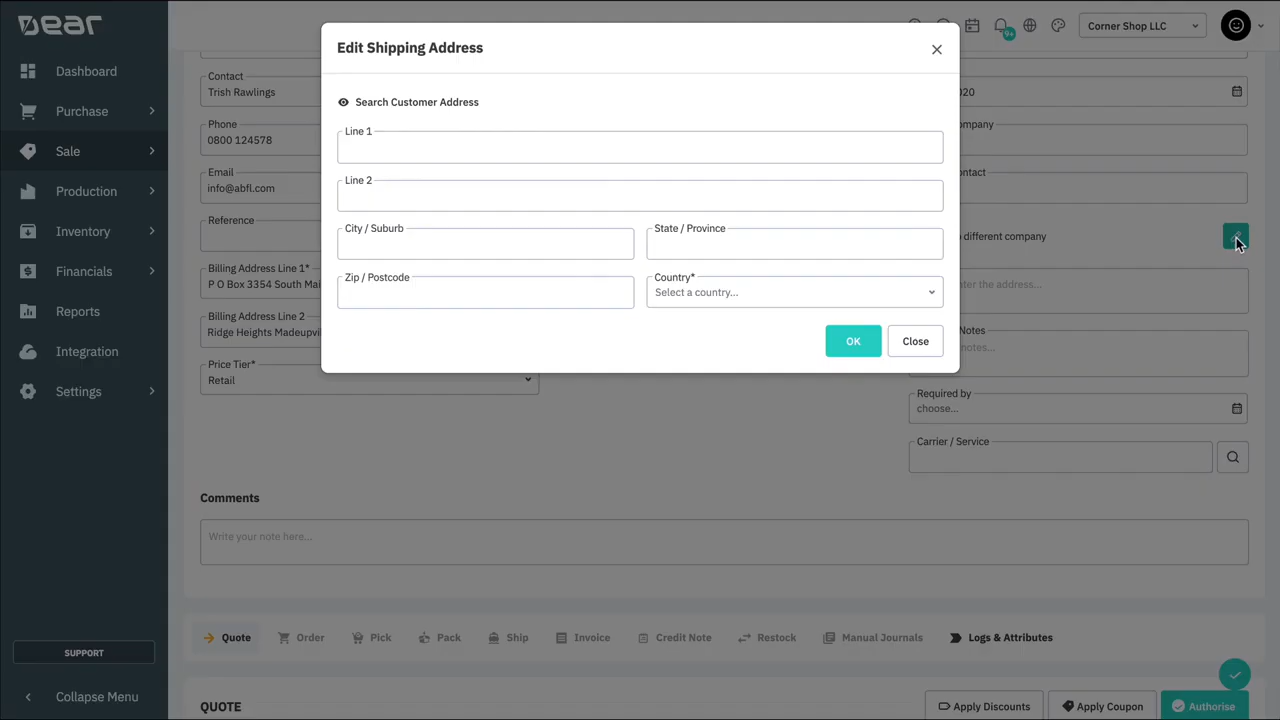 DEAR
Corner Shop LLC
9+
Dashboard
Purchase
Sale
Production
Inventory
Financials
Reports
Integration
Settings
SUPPORT
Collapse Menu
Edit Shipping Address
Search Customer Address
Line 1
Line 2
City / Suburb
State / Province
Zip / Postcode
Country*
Select a country...
OK
Close
Contact
Trish Rawlings
Phone
0800 124578
Email
info@abfl.com
Reference
Billing Address Line 1*
P O Box 3354 South Mai
Billing Address Line 2
Ridge Heights Madeupvi
Price Tier*
Retail
020
ompany
ontact
different company
nter the address...
Notes
notes...
Required by
choose...
Carrier / Service
Comments
Write your note here...
Quote
Order
Pick
Pack
Ship
Invoice
Credit Note
Restock
Manual Journals
Logs & Attributes
QUOTE
Apply Discounts
Apply Coupon
Authorise